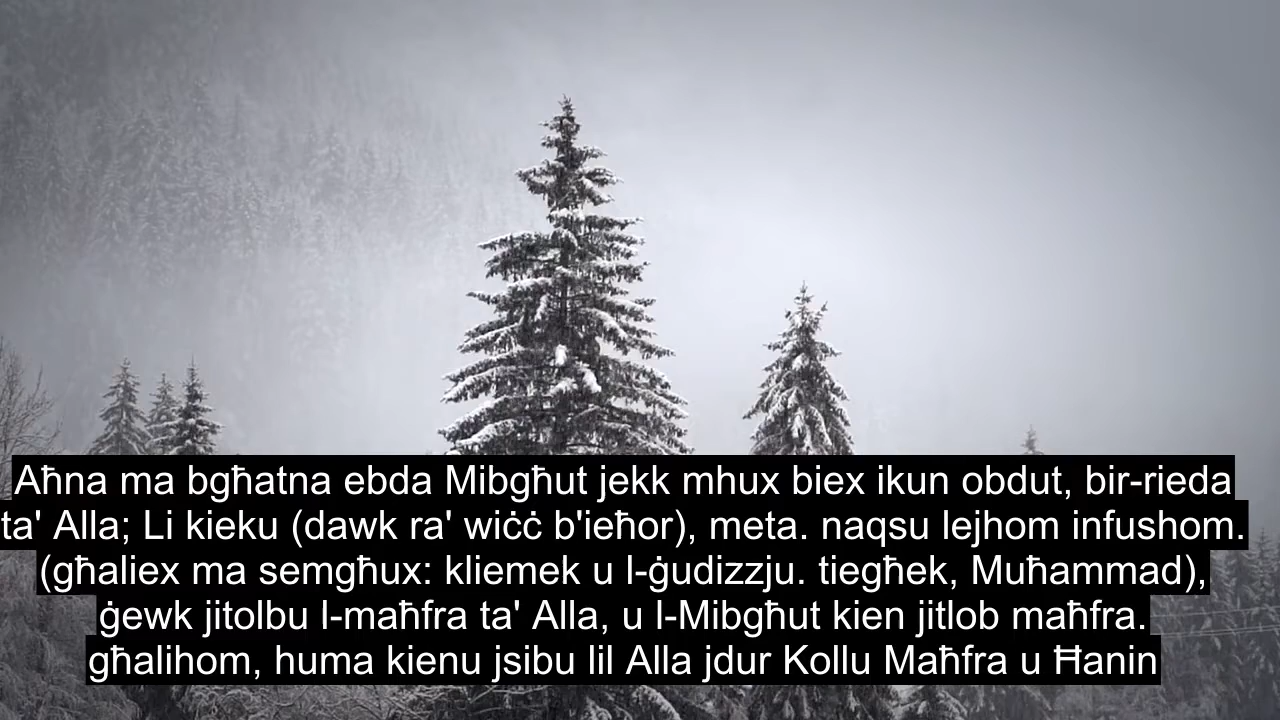 Aħna ma bgħatna ebda Mibgħut jekk mhux biex ikun obdut, bir-rieda
ta' Alla; Li kieku (dawk ra' wiċċ b'ieħor), meta. naqsu lejhom infushom.
(għaliex ma semgħux: kliemek u l-ġudizzju. tiegħek, Muħammad),
ġewk jitolbu l-maħfra ta' Alla, u l-Mibgħut kien jitlob maħfra.
għalihom, huma kienu jsibu lil Alla jdur Kollu Maħfra u Ħanin